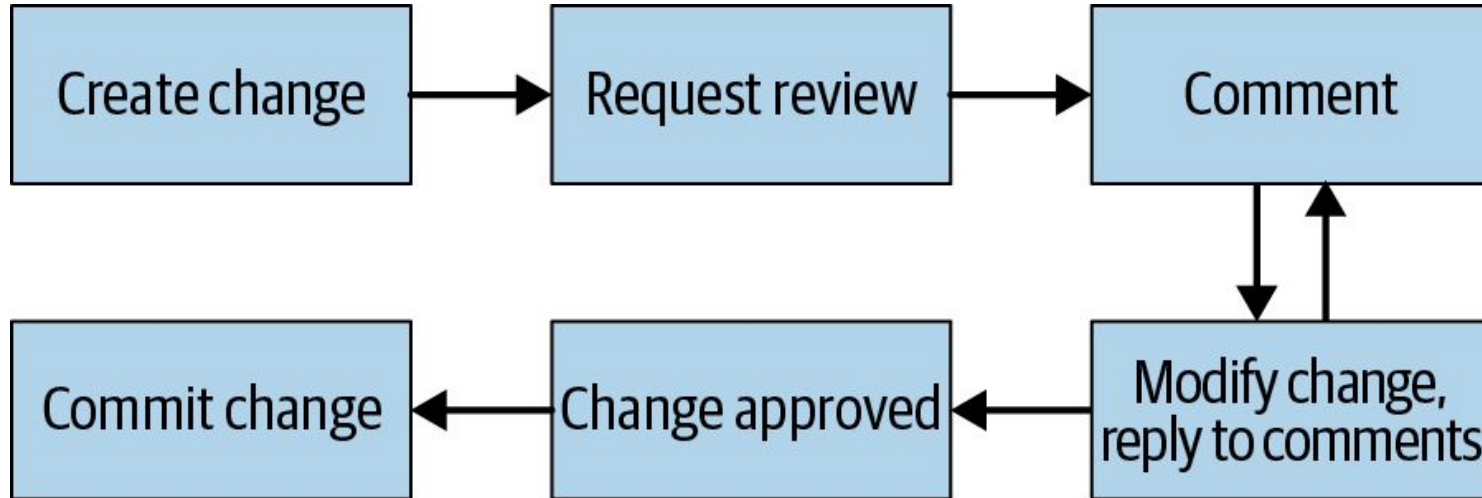 Create change
Request review
Comment
Commit change
Change approved
Modify change,
reply to comments